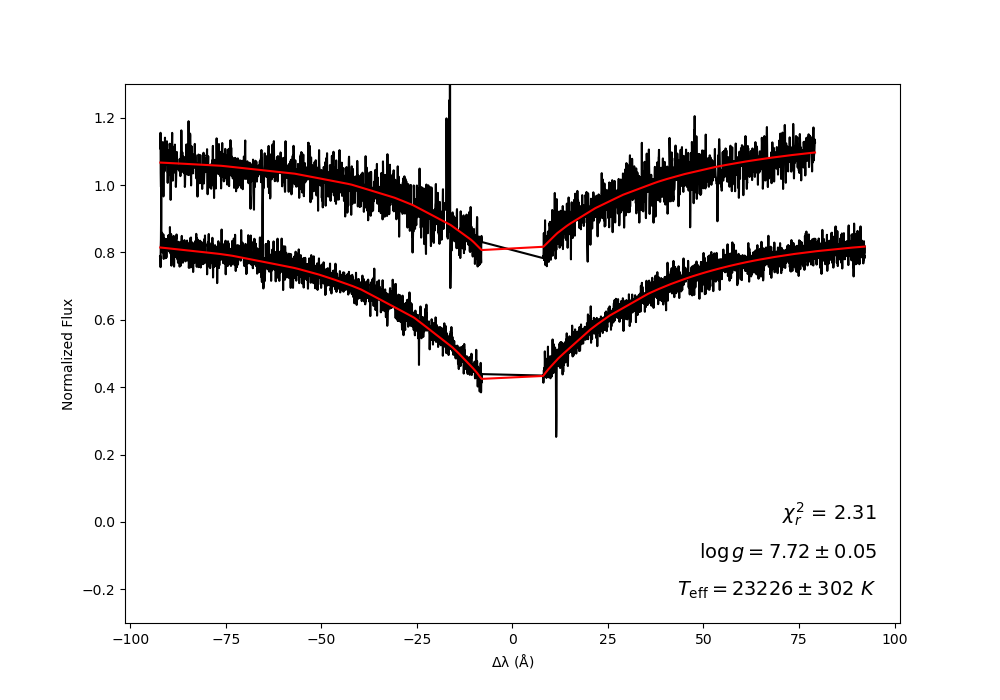 1.2
1.0
0.8
0.6
0.4
0.2
0.0
−0.2
Normalized Flux
χ²ᵣ = 2.31
log g = 7.72 ± 0.05
T_eff = 23226 ± 302 K
−100 −75 −50 −25 0 25 50 75 100
Δλ (Å)